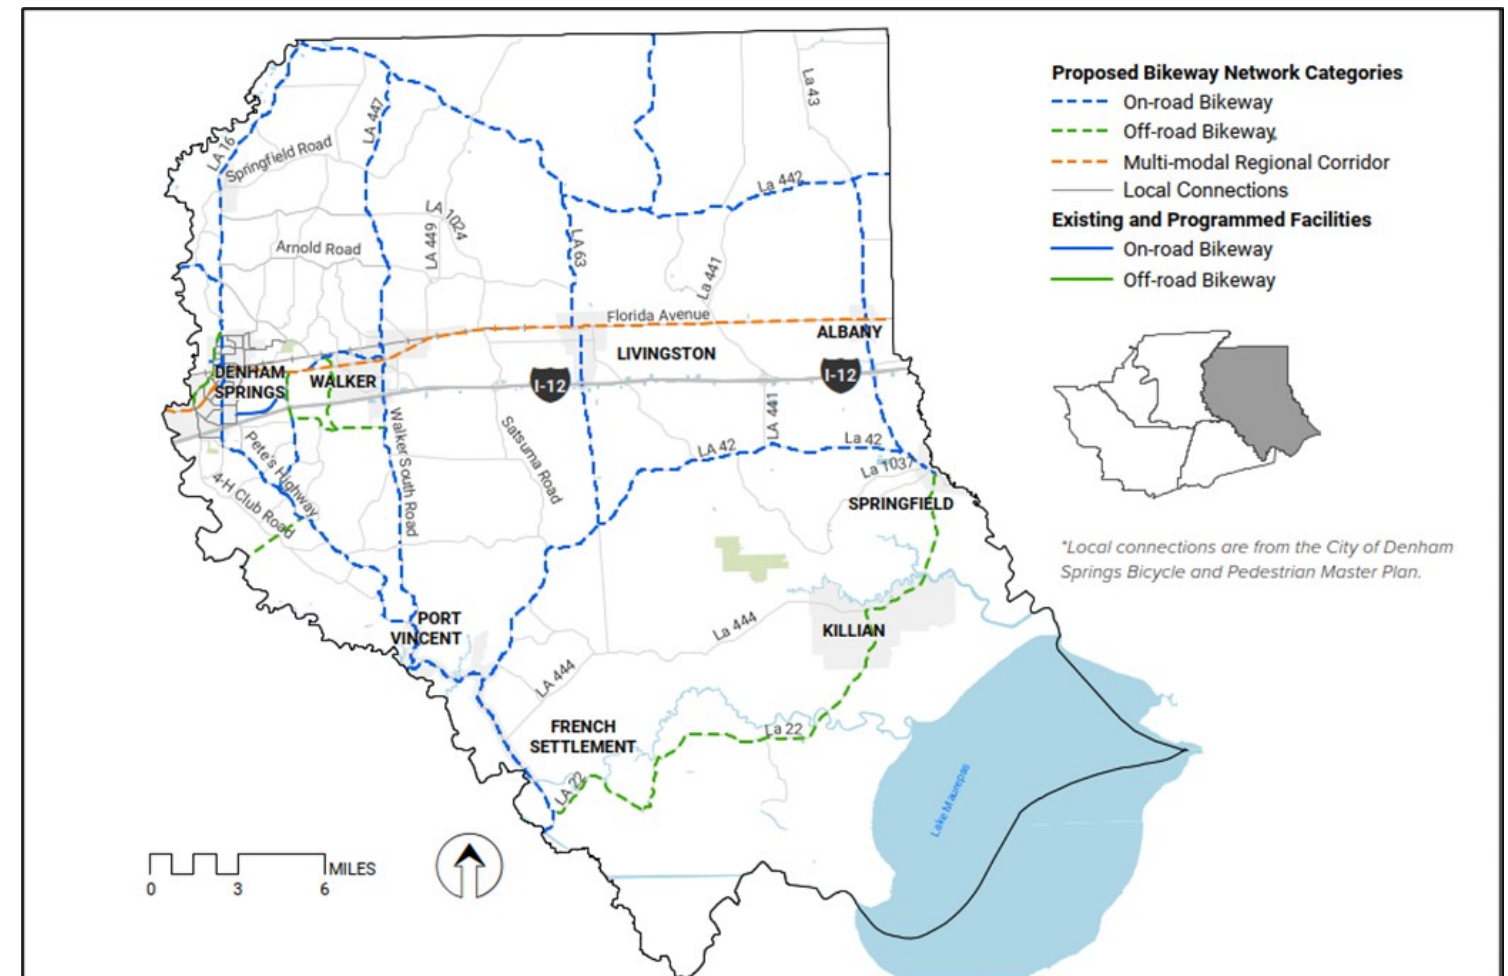 Proposed Bikeway Network Categories
On-road Bikeway
Off-road Bikeway
Multi-modal Regional Corridor
Local Connections
Existing and Programmed Facilities
On-road Bikeway
Off-road Bikeway
*Local connections are from the City of Denham
Springs Bicycle and Pedestrian Master Plan.
La 43
LA 447
LA 16
Springfield Road
La 442
LA 1024
LA 449
Arnold Road
LA 63
La 441
Florida Avenue
ALBANY
LIVINGSTON
DENHAM
SPRINGS
WALKER
I-12
I-12
LA 441
Walker South Road
Satsuma Road
Pete's Highway
4-H Club Road
LA 42
La 42
La 1037
SPRINGFIELD
PORT
VINCENT
KILLIAN
La 444
LA 444
FRENCH
SETTLEMENT
La 22
LA 22
Lake Maurepas
MILES
0
3
6